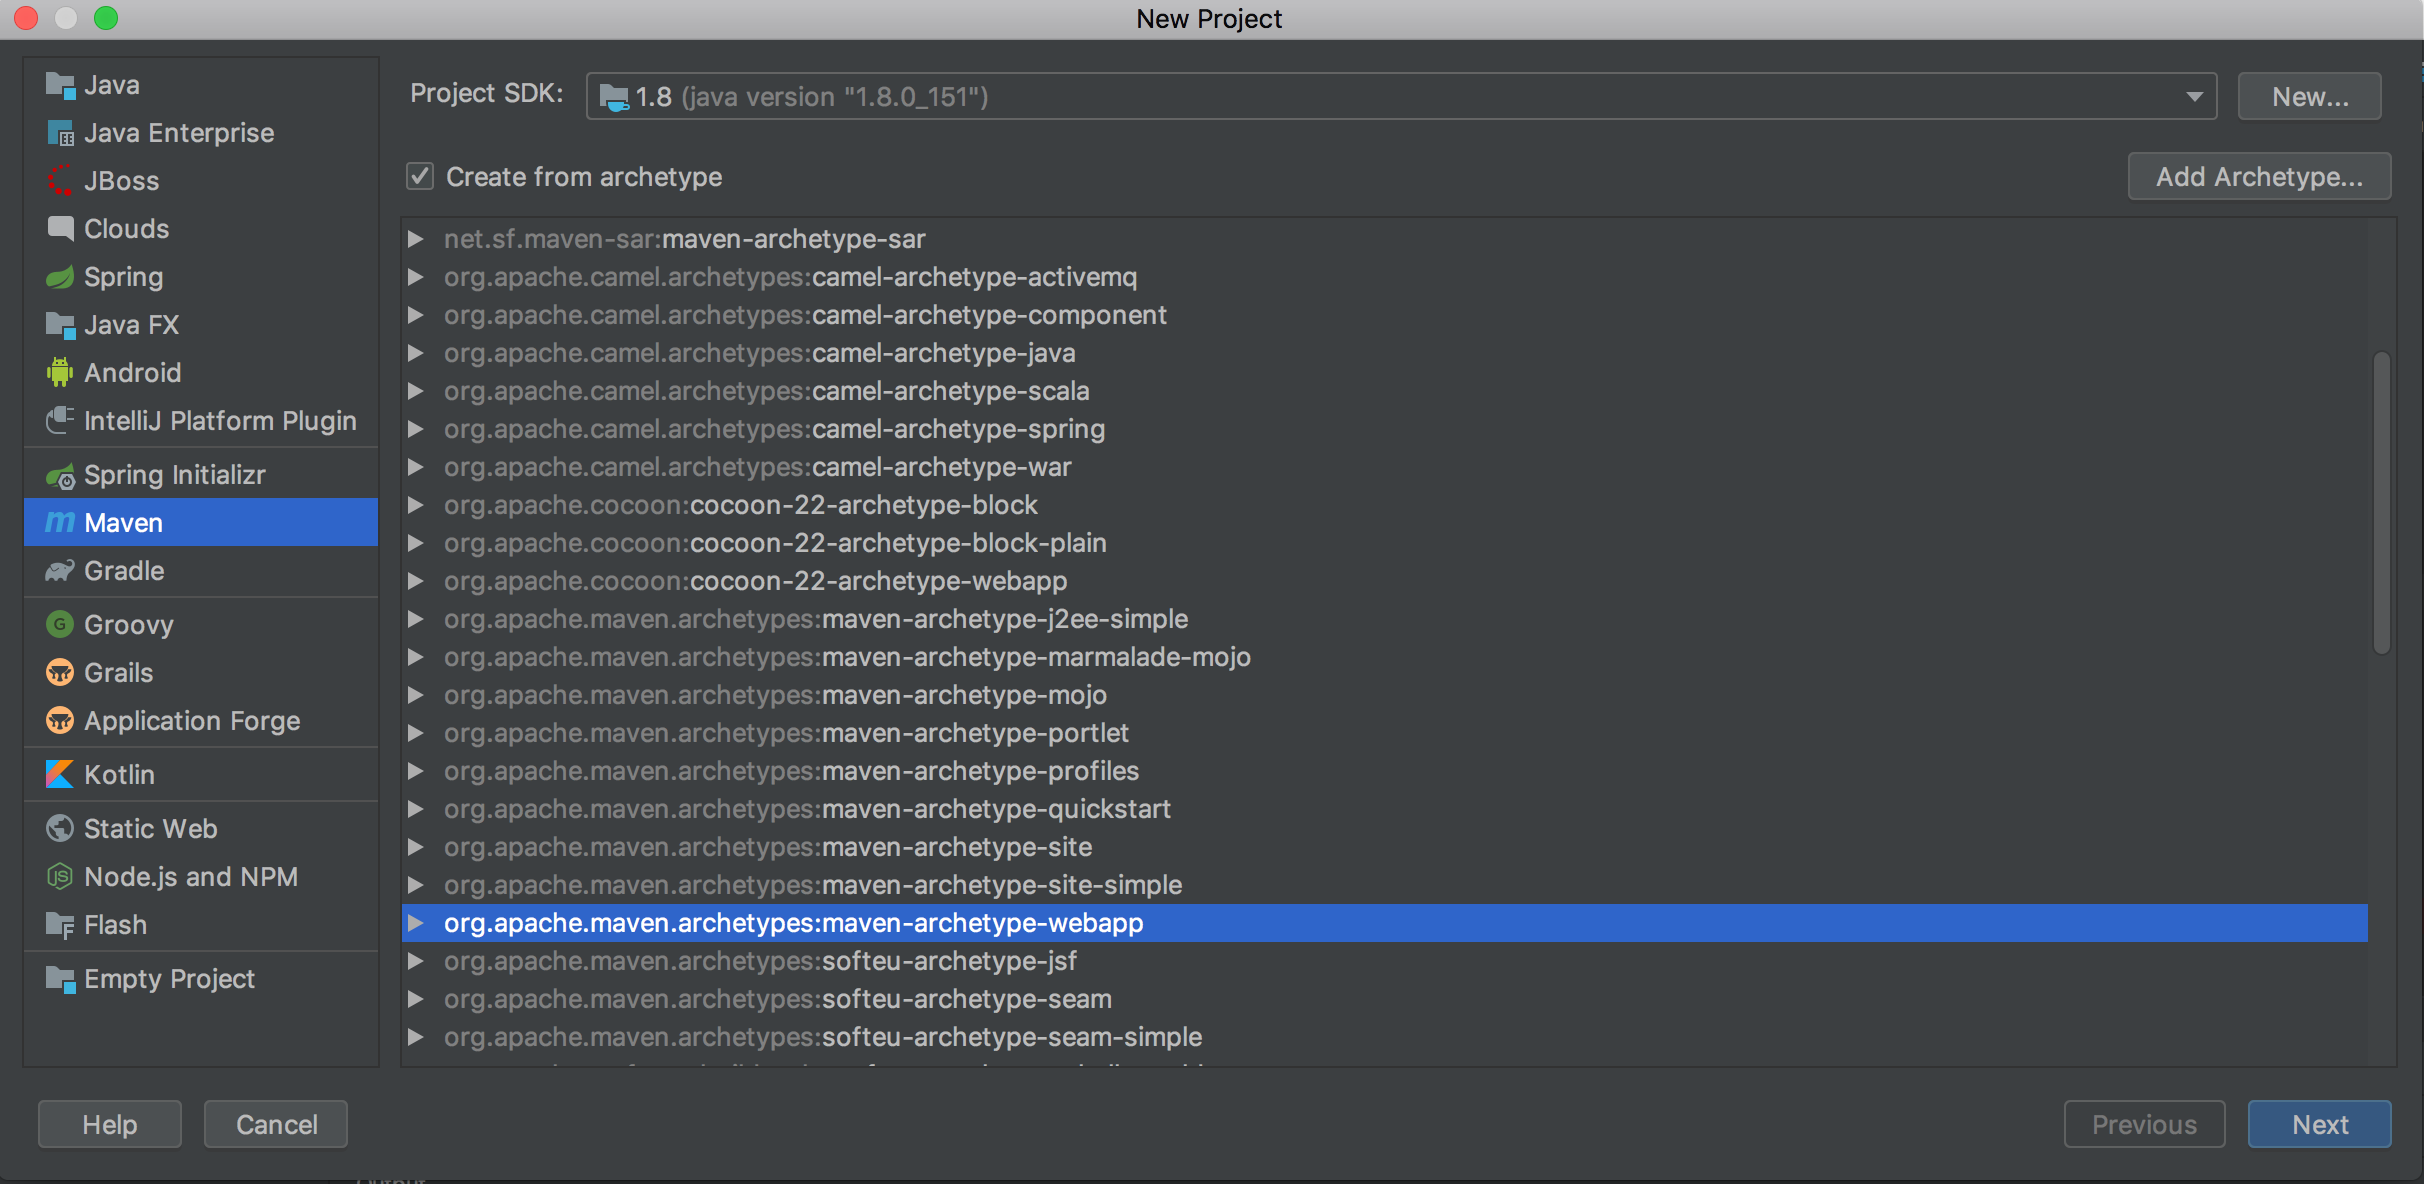 New Project
Java
Java Enterprise
JBoss
Clouds
Spring
Java FX
Android
IntelliJ Platform Plugin
Spring Initializr
Maven
Gradle
Groovy
Grails
Application Forge
Kotlin
Static Web
Node.js and NPM
Flash
Empty Project
Project SDK: 1.8 (java version "1.8.0_151") New...
Create from archetype Add Archetype...
net.sf.maven-sar:maven-archetype-sar
org.apache.camel.archetypes:camel-archetype-activemq
org.apache.camel.archetypes:camel-archetype-component
org.apache.camel.archetypes:camel-archetype-java
org.apache.camel.archetypes:camel-archetype-scala
org.apache.camel.archetypes:camel-archetype-spring
org.apache.camel.archetypes:camel-archetype-war
org.apache.cocoon:cocoon-22-archetype-block
org.apache.cocoon:cocoon-22-archetype-block-plain
org.apache.cocoon:cocoon-22-archetype-webapp
org.apache.maven.archetypes:maven-archetype-j2ee-simple
org.apache.maven.archetypes:maven-archetype-marmalade-mojo
org.apache.maven.archetypes:maven-archetype-mojo
org.apache.maven.archetypes:maven-archetype-portlet
org.apache.maven.archetypes:maven-archetype-profiles
org.apache.maven.archetypes:maven-archetype-quickstart
org.apache.maven.archetypes:maven-archetype-site
org.apache.maven.archetypes:maven-archetype-site-simple
org.apache.maven.archetypes:maven-archetype-webapp
org.apache.maven.archetypes:softeu-archetype-jsf
org.apache.maven.archetypes:softeu-archetype-seam
org.apache.maven.archetypes:softeu-archetype-seam-simple
Help Cancel Previous Next